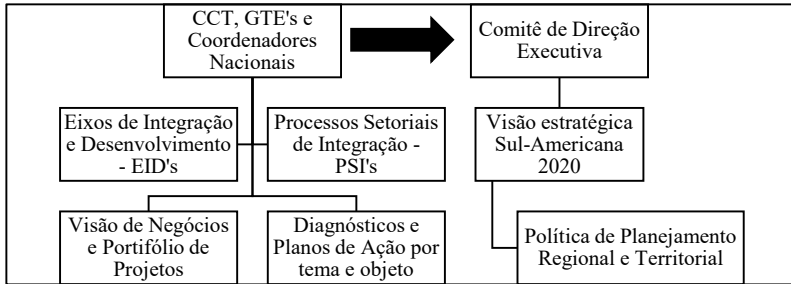 CCT, GTE's e
Coordenadores
Nacionais
Comitê de Direção
Executiva
Eixos de Integração
e Desenvolvimento
- EID's
Processos Setoriais
de Integração -
PSI's
Visão estratégica
Sul-Americana
2020
Visão de Negócios
e Portifólio de
Projetos
Diagnósticos e
Planos de Ação por
tema e objeto
Política de Planejamento
Regional e Territorial